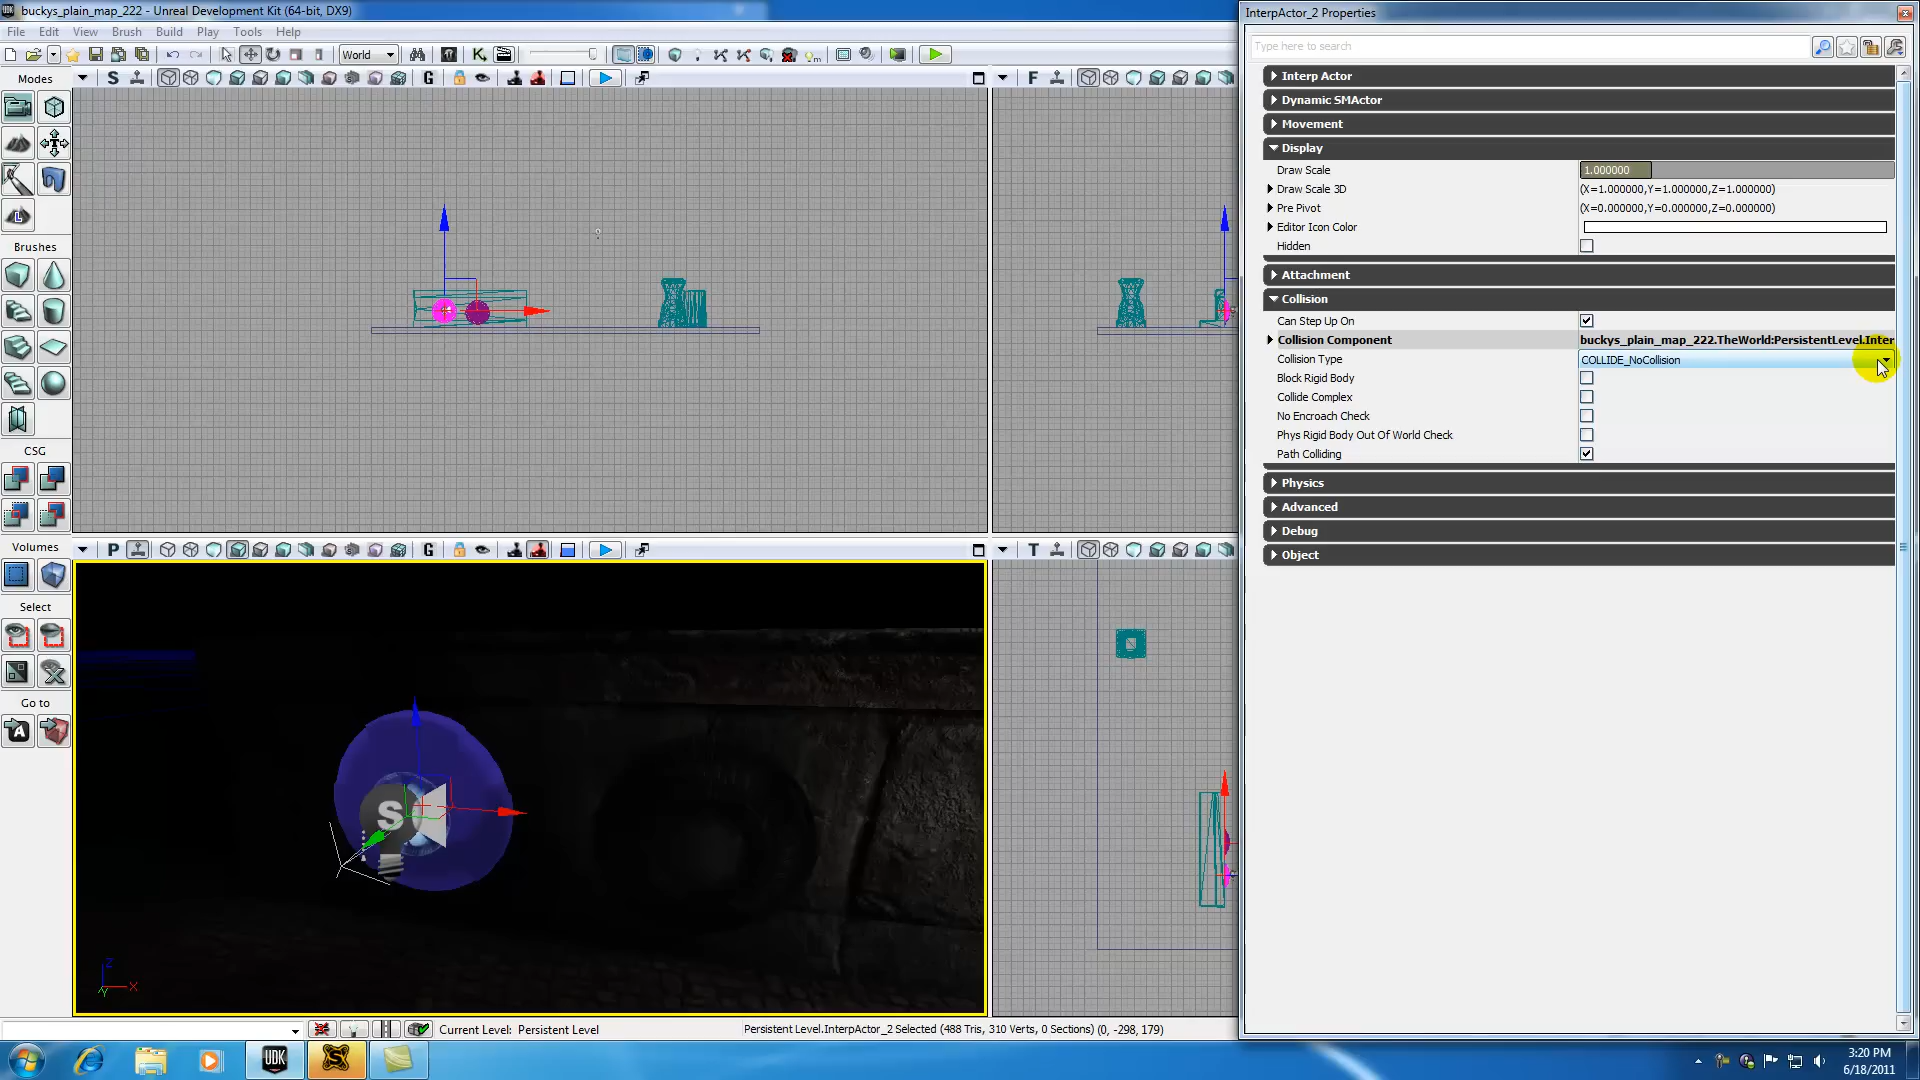 buckys_plain_map_222 - Unreal Development Kit (64-bit, DX9)
File Edit View Brush Build Play Tools Help
World
Modes
S
G
F
Brushes
CSG
Volumes
P
G
T
Select
Go to
A
S
Z
X
Y
Current Level: Persistent Level
Persistent Level.InterpActor_2 Selected (488 Tris, 310 Verts, 0 Sections) (0, -298, 179)
InterpActor_2 Properties
Type here to search
Interp Actor
Dynamic SMActor
Movement
Display
Draw Scale 1.000000
Draw Scale 3D (X=1.000000,Y=1.000000,Z=1.000000)
Pre Pivot (X=0.000000,Y=0.000000,Z=0.000000)
Editor Icon Color
Hidden
Attachment
Collision
Can Step Up On
Collision Component buckys_plain_map_222.TheWorld:PersistentLevel.Inter
Collision Type COLLIDE_NoCollision
Block Rigid Body
Collide Complex
No Encroach Check
Phys Rigid Body Out Of World Check
Path Colliding
Physics
Advanced
Debug
Object
UDK
3:20 PM
6/18/2011